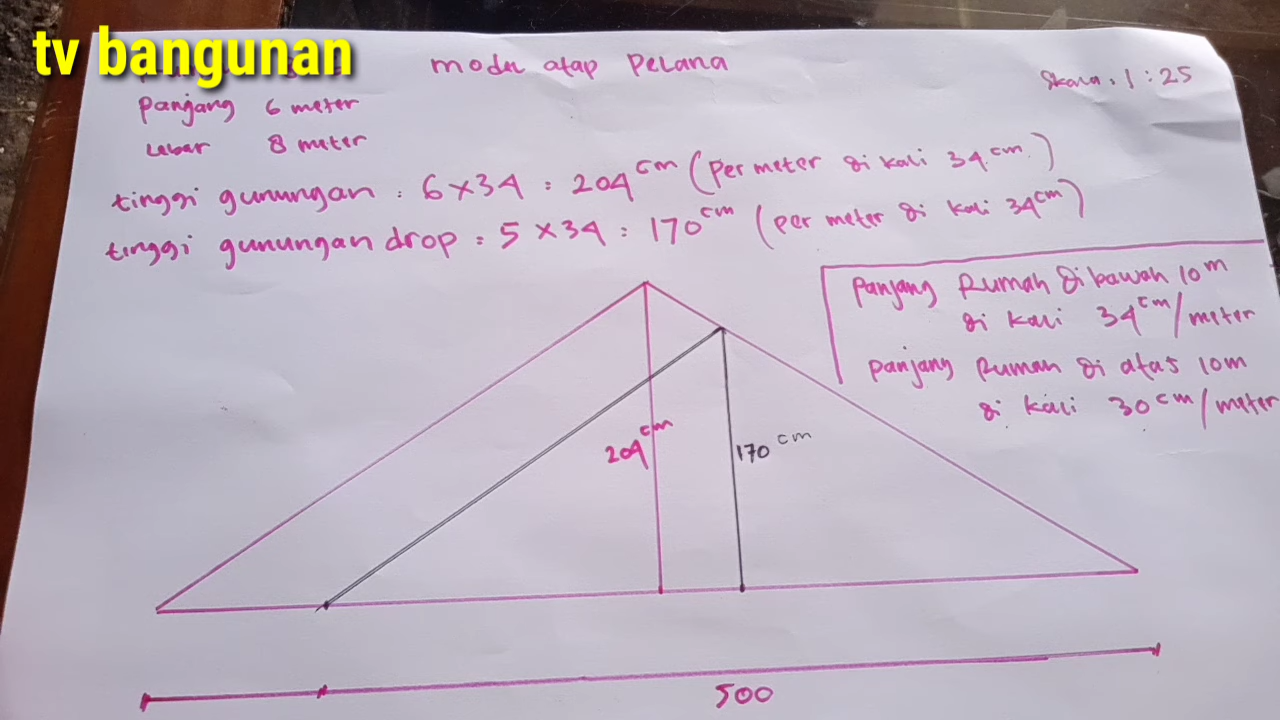 tv bangunan
model atap pelana
Skala. 1 : 25
Panjang 6 meter
Lebar 8 meter
tinggi gunungan : 6 x 34 = 204 cm (Per meter di kali 34 cm)
tinggi gunungan drop = 5 x 34 = 170 cm (per meter di kali 34 cm)
Panjang Rumah di bawah 10 m
di kali 34 cm/meter
panjang Rumah di atas 10m
di kali 30 cm/meter
204 cm
170 cm
500